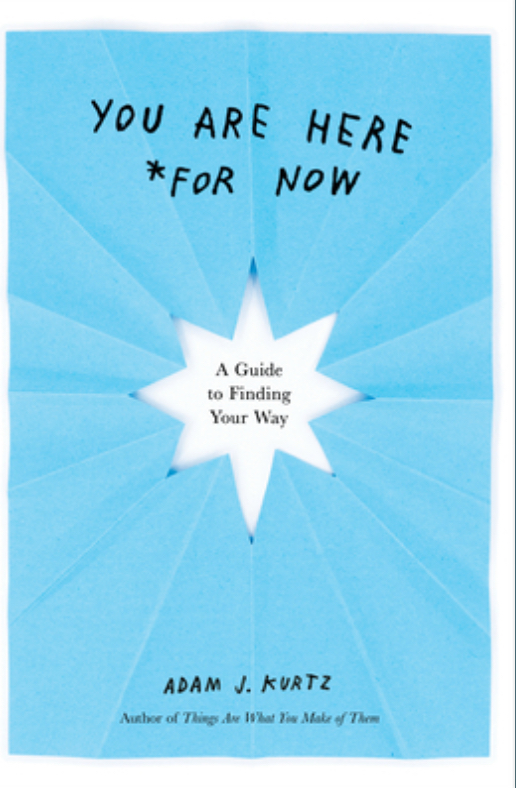 YOU ARE HERE
*FOR NOW
A Guide
to Finding
Your Way
ADAM J. KURTZ
Author of Things Are What You Make of Them